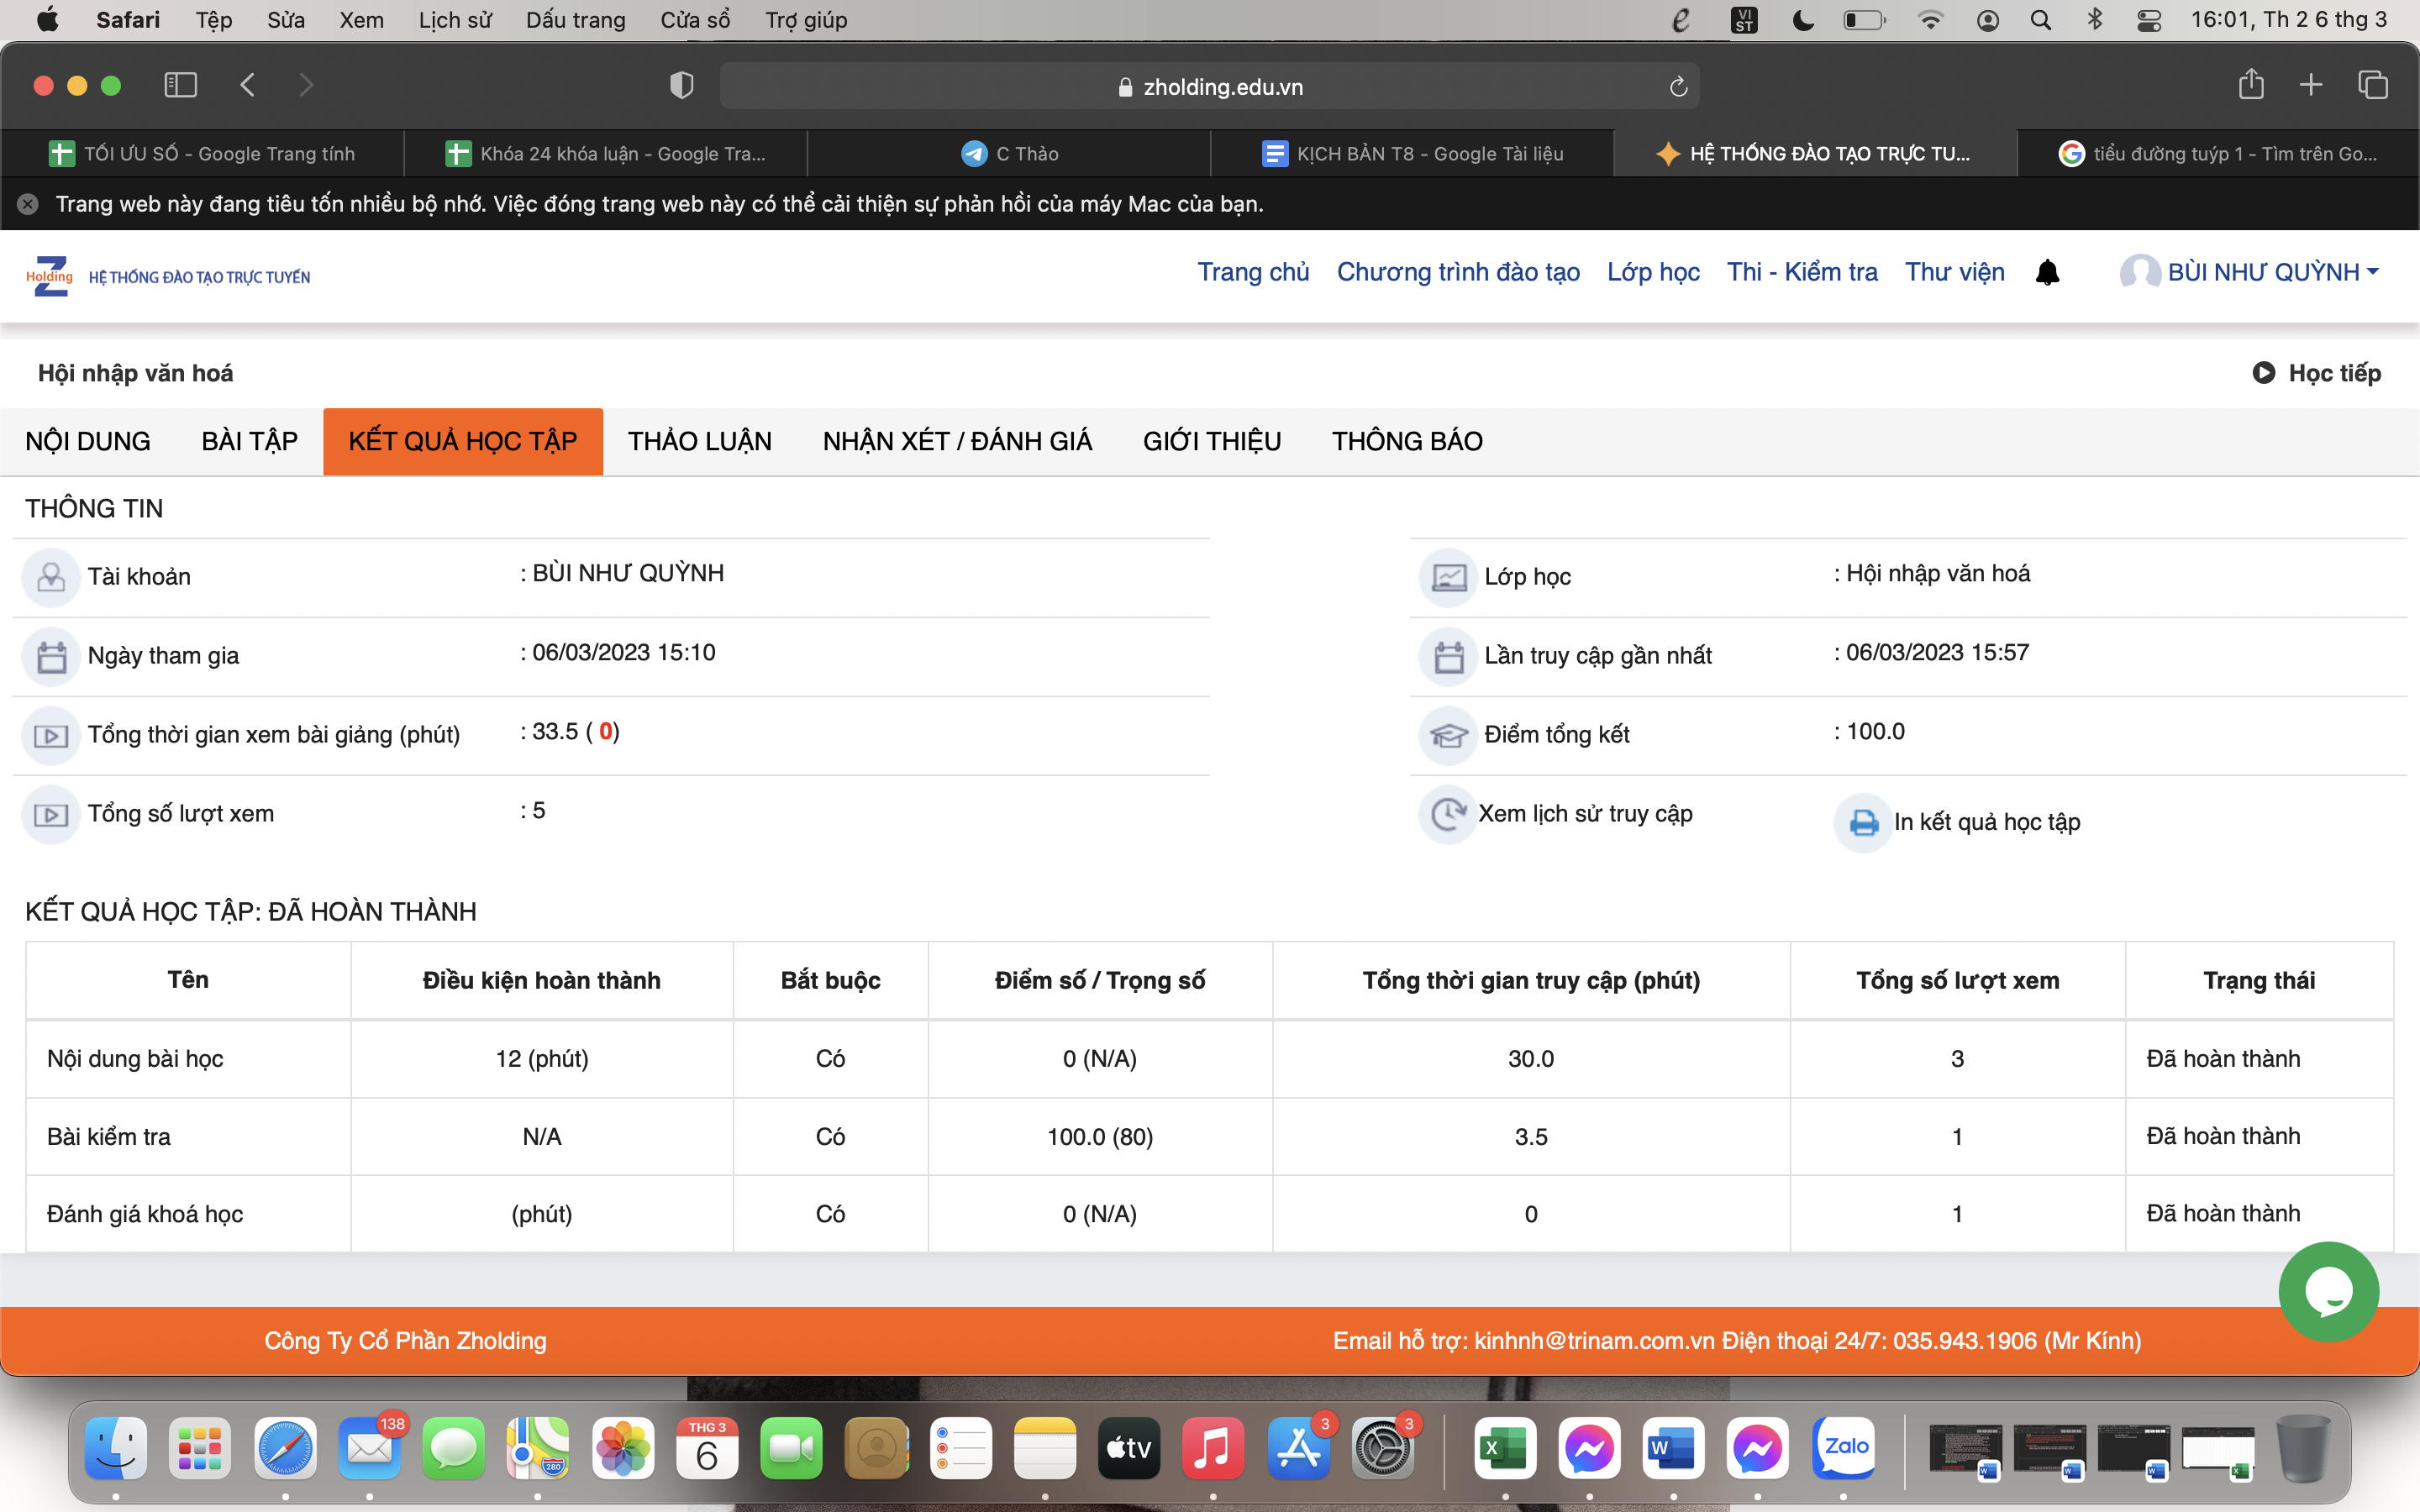 Safari Tệp Sửa Xem Lịch sử Dấu trang Cửa sổ Trợ giúp VI ST 16:01, Th 2 6 thg 3
zholding.edu.vn
TỐI ƯU SỐ - Google Trang tính Khóa 24 khóa luận - Google Tra... C Thảo KỊCH BẢN T8 - Google Tài liệu HỆ THỐNG ĐÀO TẠO TRỰC TU... tiểu đường tuýp 1 - Tìm trên Go...
Trang web này đang tiêu tốn nhiều bộ nhớ. Việc đóng trang web này có thể cải thiện sự phản hồi của máy Mac của bạn.
Z Holding HỆ THỐNG ĐÀO TẠO TRỰC TUYẾN Trang chủ Chương trình đào tạo Lớp học Thi - Kiểm tra Thư viện BÙI NHƯ QUỲNH
Hội nhập văn hoá Học tiếp
NỘI DUNG BÀI TẬP KẾT QUẢ HỌC TẬP THẢO LUẬN NHẬN XÉT / ĐÁNH GIÁ GIỚI THIỆU THÔNG BÁO
THÔNG TIN
Tài khoản : BÙI NHƯ QUỲNH Lớp học : Hội nhập văn hoá
Ngày tham gia : 06/03/2023 15:10 Lần truy cập gần nhất : 06/03/2023 15:57
Tổng thời gian xem bài giảng (phút) : 33.5 ( 0) Điểm tổng kết : 100.0
Tổng số lượt xem : 5 Xem lịch sử truy cập In kết quả học tập
KẾT QUẢ HỌC TẬP: ĐÃ HOÀN THÀNH
Tên Điều kiện hoàn thành Bắt buộc Điểm số / Trọng số Tổng thời gian truy cập (phút) Tổng số lượt xem Trạng thái
Nội dung bài học 12 (phút) Có 0 (N/A) 30.0 3 Đã hoàn thành
Bài kiểm tra N/A Có 100.0 (80) 3.5 1 Đã hoàn thành
Đánh giá khoá học (phút) Có 0 (N/A) 0 1 Đã hoàn thành
Công Ty Cổ Phần Zholding Email hỗ trợ: kinhnh@trinam.com.vn Điện thoại 24/7: 035.943.1906 (Mr Kính)
138 280 THG 3 6 tv 3 3 X W Zalo